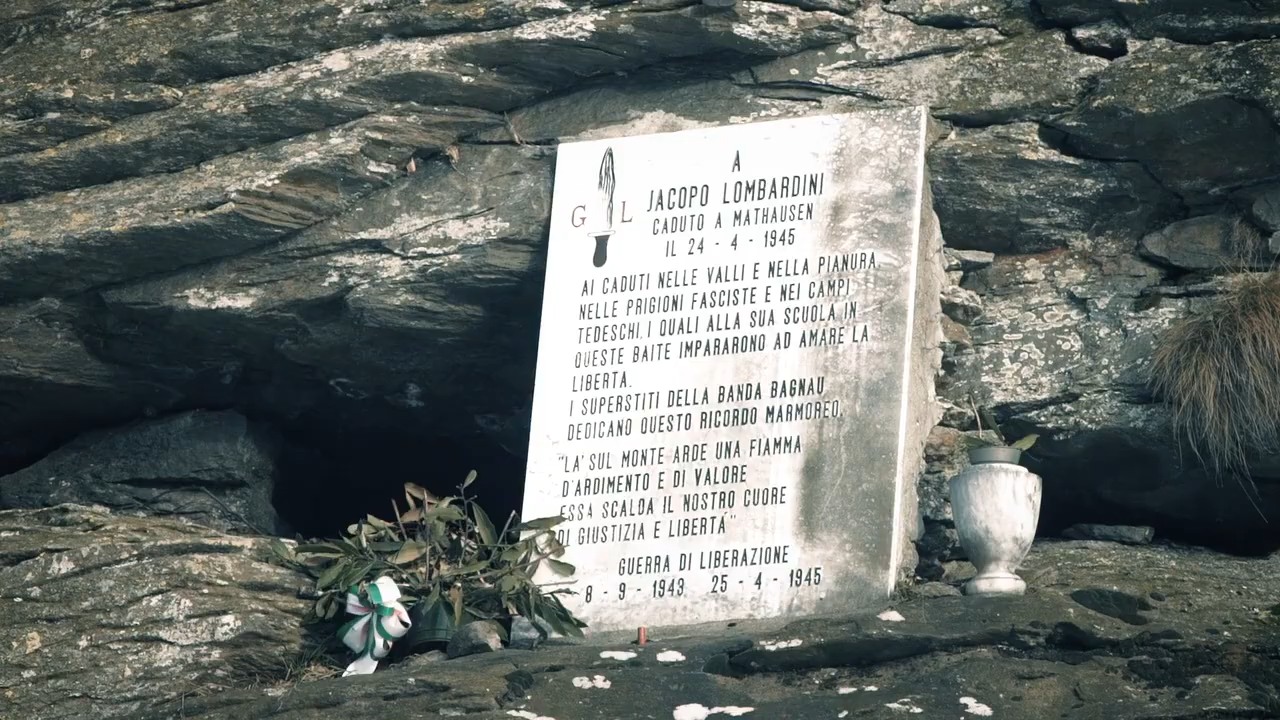 G L
A
JACOPO LOMBARDINI
CADUTO A MATHAUSEN
IL 24 - 4 - 1945
AI CADUTI NELLE VALLI E NELLA PIANURA,
NELLE PRIGIONI FASCISTE E NEI CAMPI
TEDESCHI, I QUALI ALLA SUA SCUOLA IN
QUESTE BAITE IMPARARONO AD AMARE LA
LIBERTA.
I SUPERSTITI DELLA BANDA BAGNAU
DEDICANO QUESTO RICORDO MARMOREO.
"LA' SUL MONTE ARDE UNA FIAMMA
D'ARDIMENTO E DI VALORE
ESSA SCALDA IL NOSTRO CUORE
DI GIUSTIZIA E LIBERTA'"
GUERRA DI LIBERAZIONE
8 - 9 - 1943 25 - 4 - 1945